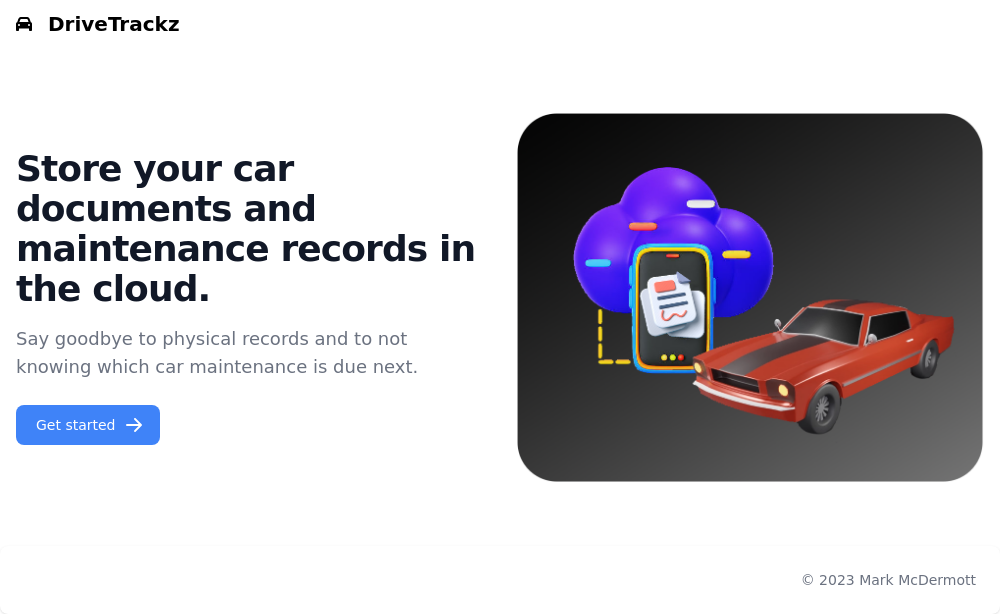 DriveTrackz
Store your car
documents and
maintenance records in
the cloud.
Say goodbye to physical records and to not
knowing which car maintenance is due next.
Get started
© 2023 Mark McDermott